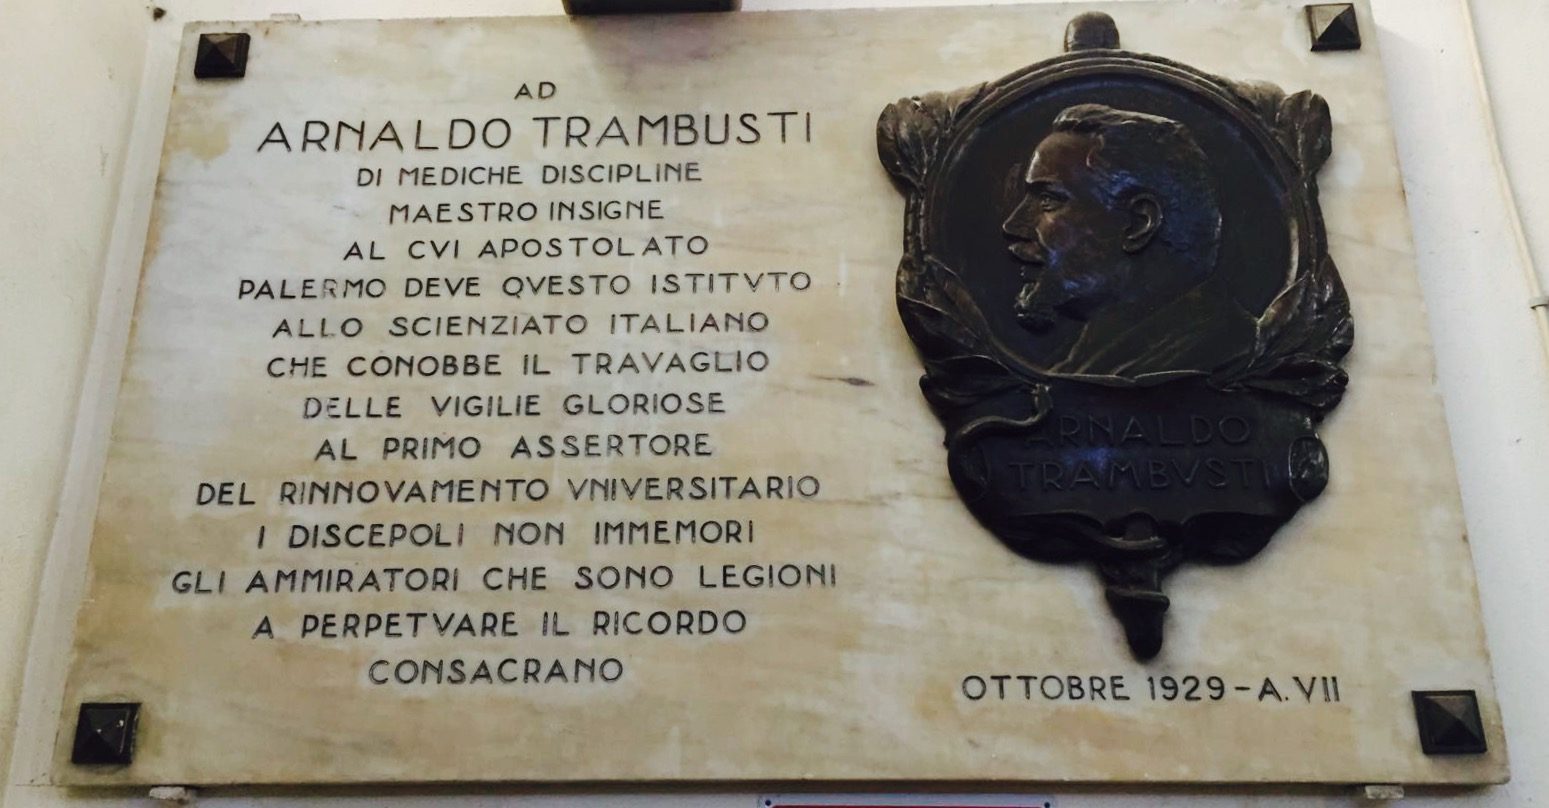 AD
ARNALDO TRAMBUSTI
DI MEDICHE DISCIPLINE
MAESTRO INSIGNE
AL CVI APOSTOLATO
PALERMO DEVE QVESTO ISTITVTO
ALLO SCIENZIATO ITALIANO
CHE CONOBBE IL TRAVAGLIO
DELLE VIGILIE GLORIOSE
AL PRIMO ASSERTORE
DEL RINNOVAMENTO VNIVERSITARIO
I DISCEPOLI NON IMMEMORI
GLI AMMIRATORI CHE SONO LEGIONI
A PERPETVARE IL RICORDO
CONSACRANO
ARNALDO
TRAMBVSTI
OTTOBRE 1929 - A. VII